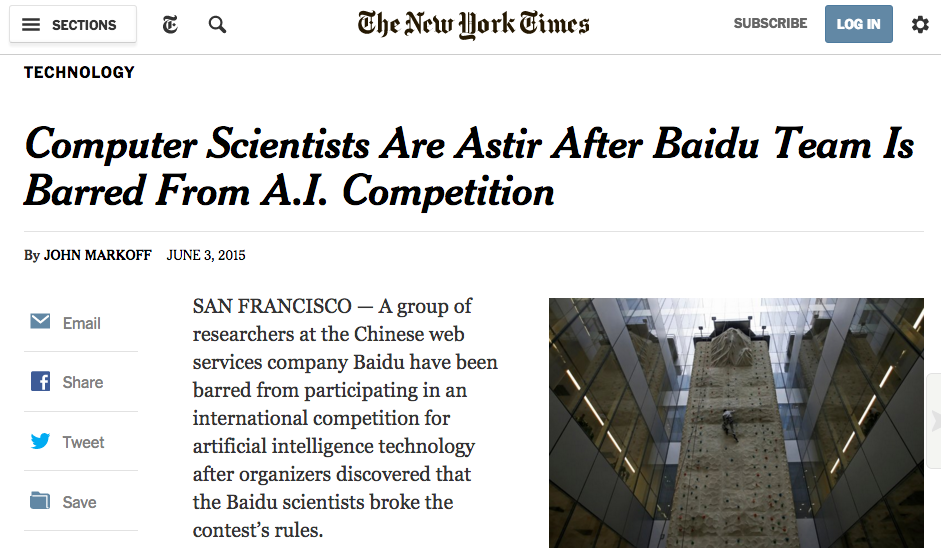 SECTIONS
The New York Times
SUBSCRIBE
LOG IN
TECHNOLOGY
Computer Scientists Are Astir After Baidu Team Is
Barred From A.I. Competition
By JOHN MARKOFF JUNE 3, 2015
Email
Share
Tweet
Save
SAN FRANCISCO — A group of
researchers at the Chinese web
services company Baidu have been
barred from participating in an
international competition for
artificial intelligence technology
after organizers discovered that
the Baidu scientists broke the
contest’s rules.